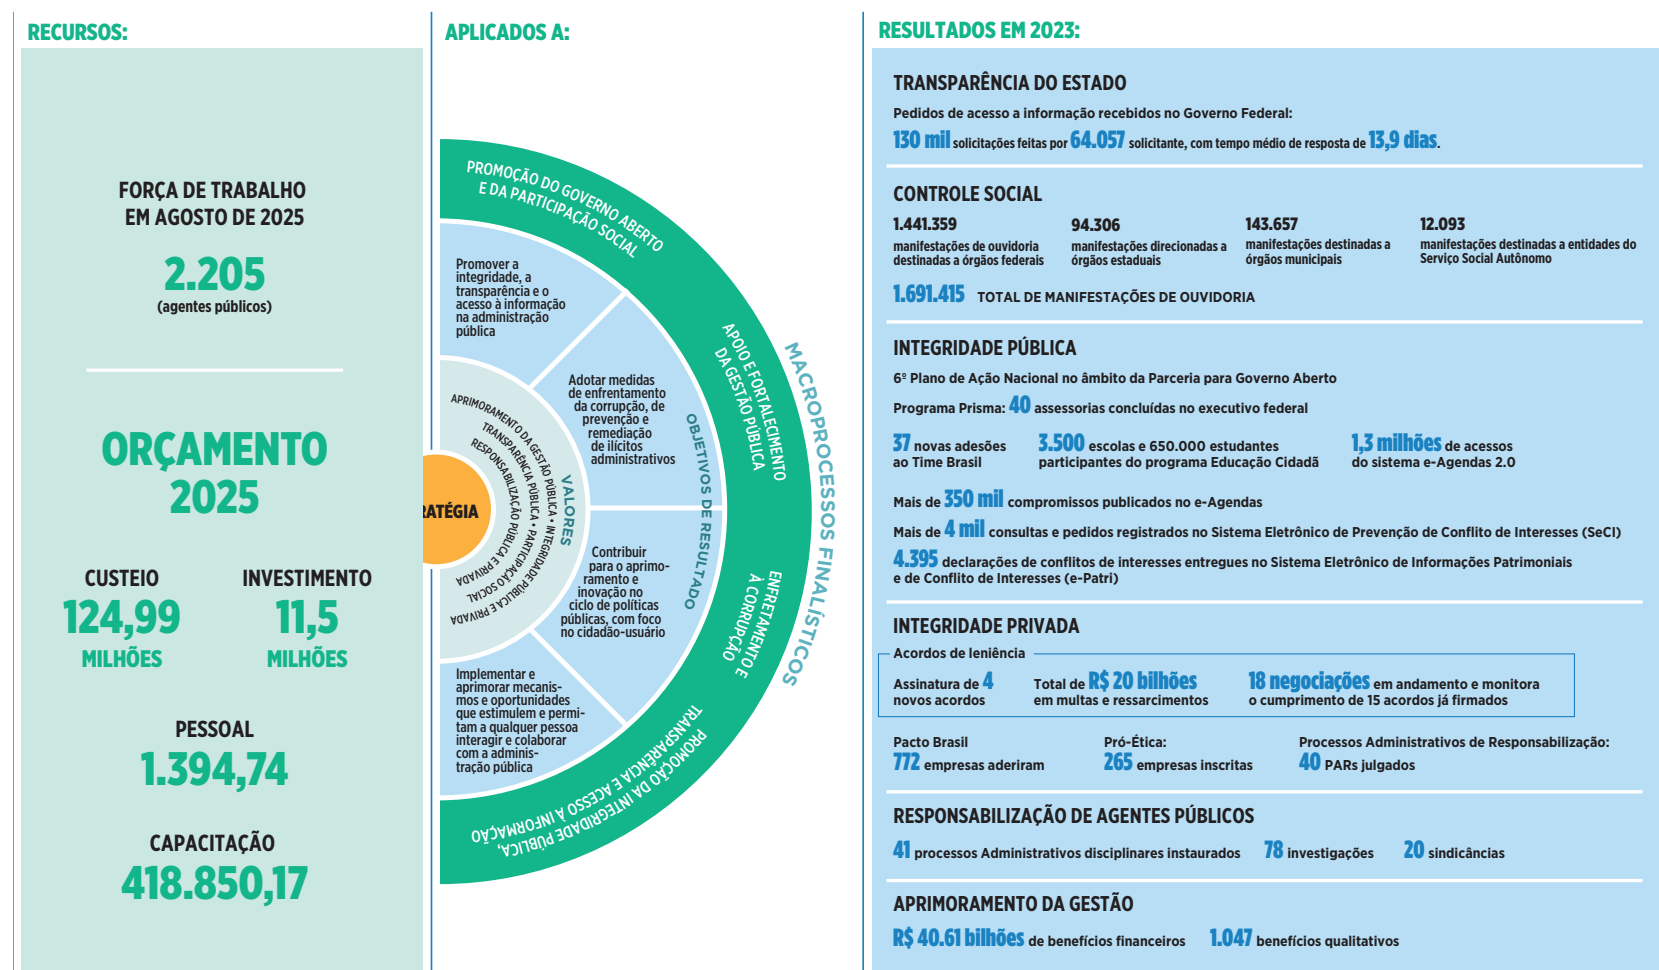 RECURSOS:
FORÇA DE TRABALHO
EM AGOSTO DE 2025
2.205
(agentes públicos)
ORÇAMENTO
2025
CUSTEIO
124,99
MILHÕES
INVESTIMENTO
11,5
MILHÕES
PESSOAL
1.394,74
CAPACITAÇÃO
418.850,17
APLICADOS A:
PROMOÇÃO DO GOVERNO ABERTO
E DA PARTICIPAÇÃO SOCIAL
APOIO E FORTALECIMENTO
DA GESTÃO PÚBLICA
ENFRETAMENTO E
À CORRUPÇÃO
PROMOÇÃO DA INTEGRIDADE PÚBLICA,
TRANSPARÊNCIA E ACESSO À INFORMAÇÃO
MACROPROCESSOS FINALÍSTICOS
Promover a
integridade, a
transparência e o
acesso à informação
na administração
pública
Adotar medidas
de enfrentamento
da corrupção, de
prevenção e
remediação
de ilícitos
administrativos
Contribuir
para o aprimo-
ramento e
inovação no
ciclo de políticas
públicas, com foco
no cidadão-usuário
Implementar e
aprimorar mecanis-
mos e oportunidades
que estimulem e permi-
tam a qualquer pessoa
interagir e colaborar
com a adminis-
tração pública
OBJETIVOS DE RESULTADO
VALORES
APRIMORAMENTO DA GESTÃO PÚBLICA • INTEGRIDADE PÚBLICA E PRIVADA
TRANSPARÊNCIA PÚBLICA • PARTICIPAÇÃO SOCIAL
RESPONSABILIZAÇÃO PÚBLICA E PRIVADA
RATÉGIA
RESULTADOS EM 2023:
TRANSPARÊNCIA DO ESTADO
Pedidos de acesso a informação recebidos no Governo Federal:
130 mil solicitações feitas por 64.057 solicitante, com tempo médio de resposta de 13,9 dias.
CONTROLE SOCIAL
1.441.359
manifestações de ouvidoria
destinadas a órgãos federais
94.306
manifestações direcionadas a
órgãos estaduais
143.657
manifestações destinadas a
órgãos municipais
12.093
manifestações destinadas a entidades do
Serviço Social Autônomo
1.691.415 TOTAL DE MANIFESTAÇÕES DE OUVIDORIA
INTEGRIDADE PÚBLICA
6º Plano de Ação Nacional no âmbito da Parceria para Governo Aberto
Programa Prisma: 40 assessorias concluídas no executivo federal
37 novas adesões
ao Time Brasil
3.500 escolas e 650.000 estudantes
participantes do programa Educação Cidadã
1,3 milhões de acessos
do sistema e-Agendas 2.0
Mais de 350 mil compromissos publicados no e-Agendas
Mais de 4 mil consultas e pedidos registrados no Sistema Eletrônico de Prevenção de Conflito de Interesses (SeCI)
4.395 declarações de conflitos de interesses entregues no Sistema Eletrônico de Informações Patrimoniais
e de Conflito de Interesses (e-Patri)
INTEGRIDADE PRIVADA
Acordos de leniência
Assinatura de 4
novos acordos
Total de R$ 20 bilhões
em multas e ressarcimentos
18 negociações em andamento e monitora
o cumprimento de 15 acordos já firmados
Pacto Brasil
772 empresas aderiram
Pró-Ética:
265 empresas inscritas
Processos Administrativos de Responsabilização:
40 PARs julgados
RESPONSABILIZAÇÃO DE AGENTES PÚBLICOS
41 processos Administrativos disciplinares instaurados 78 investigações 20 sindicâncias
APRIMORAMENTO DA GESTÃO
R$ 40.61 bilhões de benefícios financeiros 1.047 benefícios qualitativos